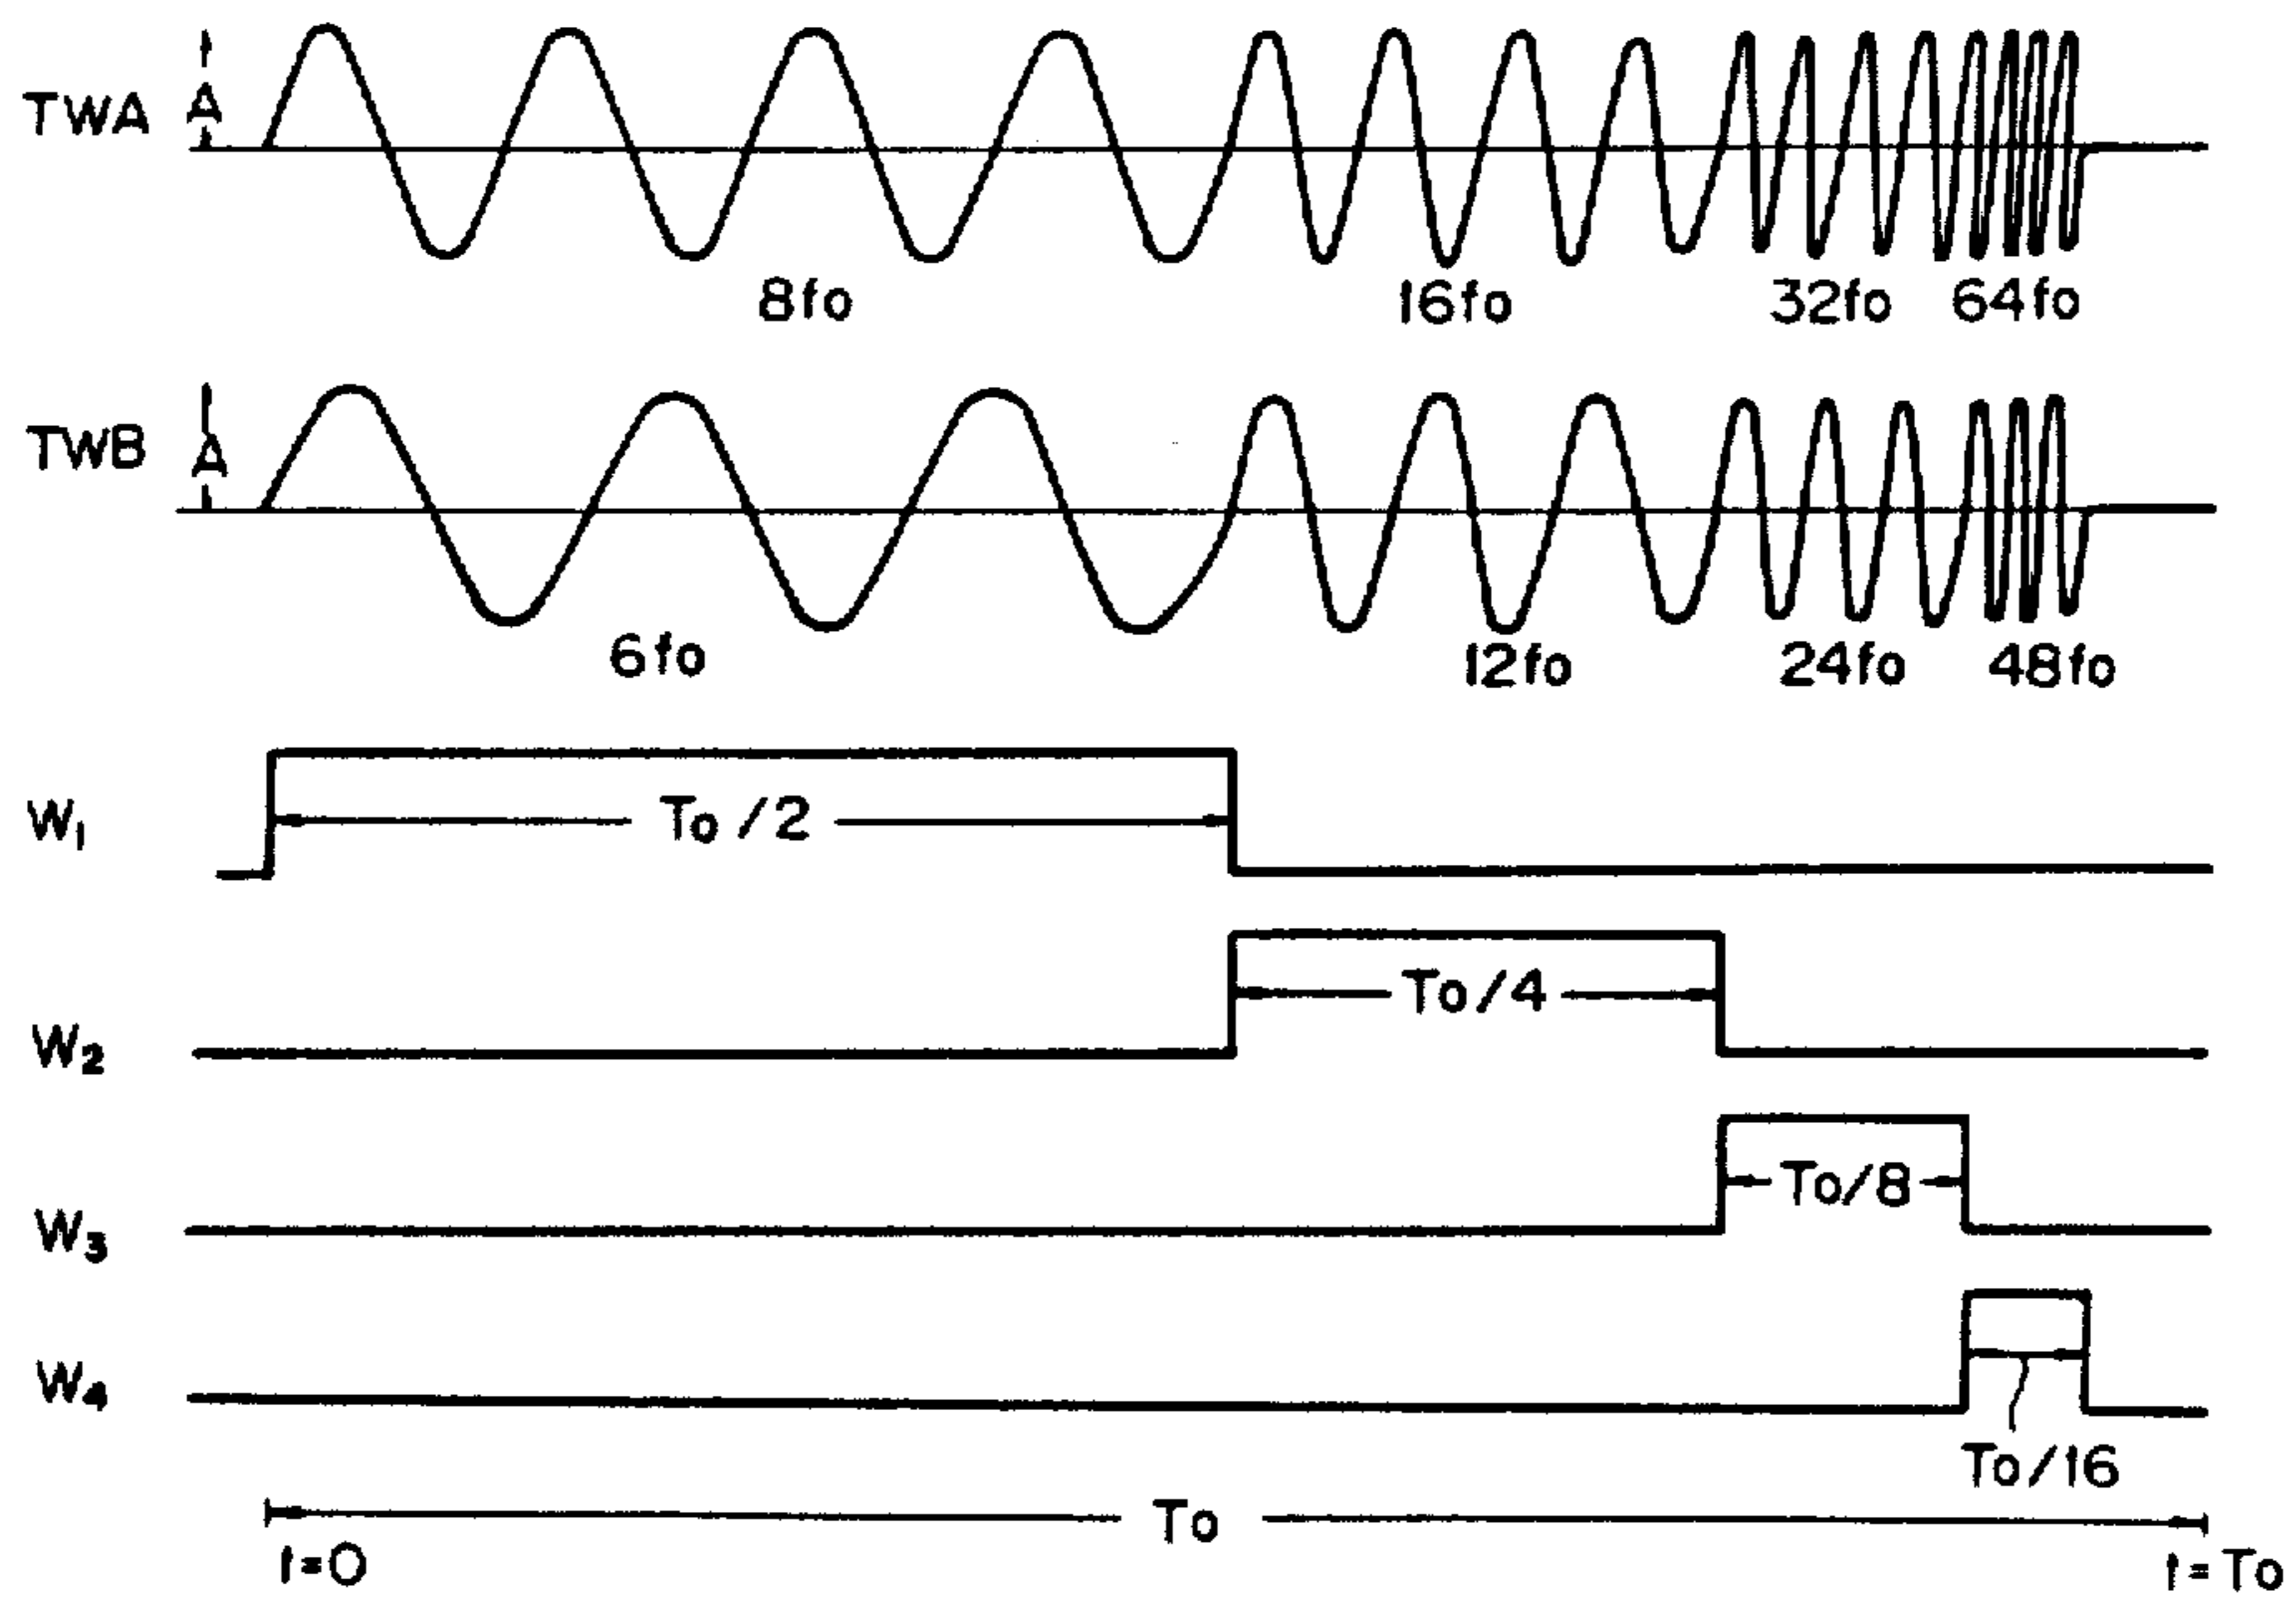 TWA
A
8fo
16fo
32fo
64fo
TWB
A
6fo
12fo
24fo
48fo
W1
To/2
W2
To/4
W3
To/8
W4
To/16
To
t=0
t=To